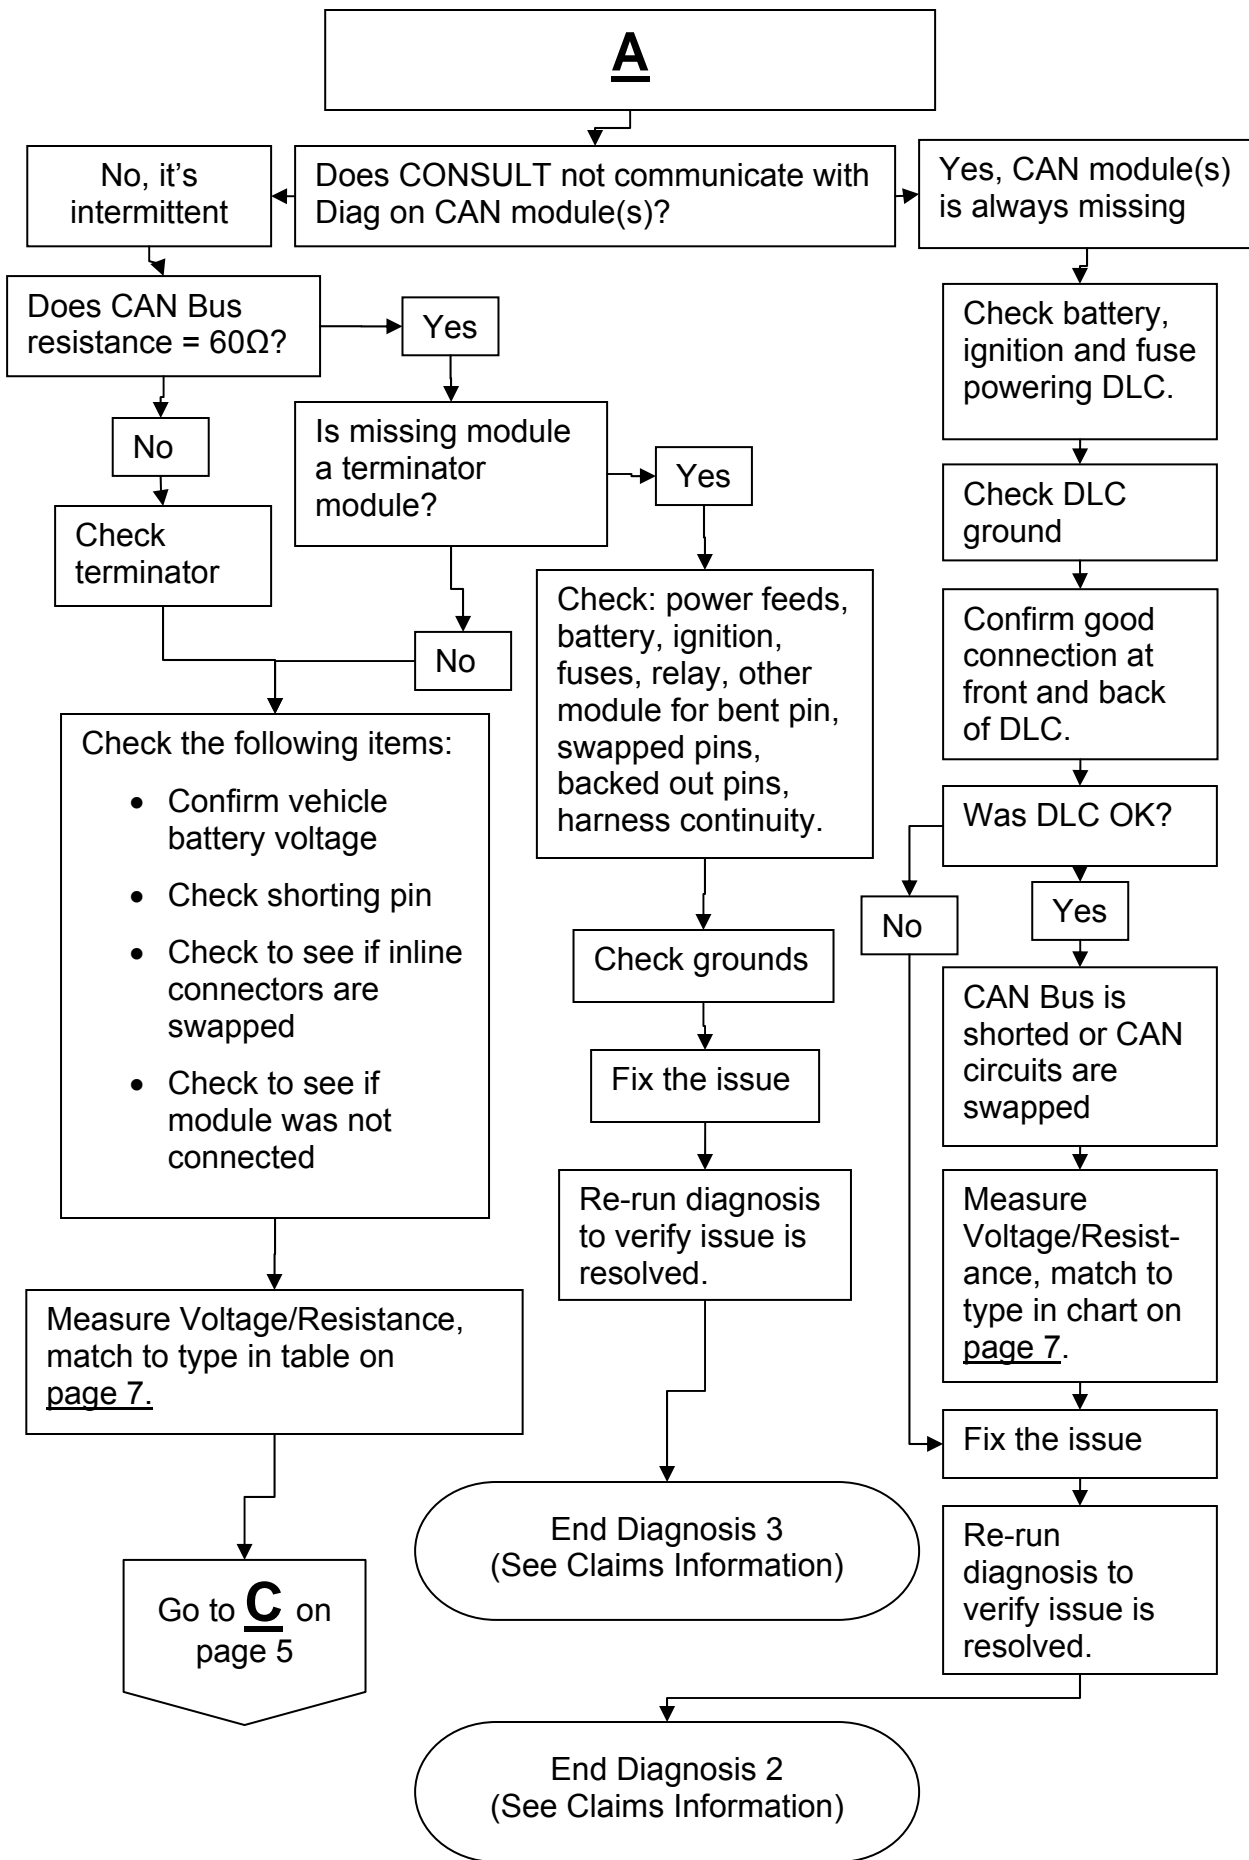 A
No, it's
intermittent
Does CONSULT not communicate with
Diag on CAN module(s)?
Yes, CAN module(s)
is always missing
Does CAN Bus
resistance = 60Ω?
Yes
No
Check
terminator
Is missing module
a terminator
module?
Yes
No
Check the following items:
• Confirm vehicle
battery voltage
• Check shorting pin
• Check to see if inline
connectors are
swapped
• Check to see if
module was not
connected
Measure Voltage/Resistance,
match to type in table on
page 7.
Go to C on
page 5
Check: power feeds,
battery, ignition,
fuses, relay, other
module for bent pin,
swapped pins,
backed out pins,
harness continuity.
Check grounds
Fix the issue
Re-run diagnosis
to verify issue is
resolved.
End Diagnosis 3
(See Claims Information)
Check battery,
ignition and fuse
powering DLC.
Check DLC
ground
Confirm good
connection at
front and back
of DLC.
Was DLC OK?
No
Yes
CAN Bus is
shorted or CAN
circuits are
swapped
Measure
Voltage/Resist-
ance, match to
type in chart on
page 7.
Fix the issue
Re-run
diagnosis to
verify issue is
resolved.
End Diagnosis 2
(See Claims Information)